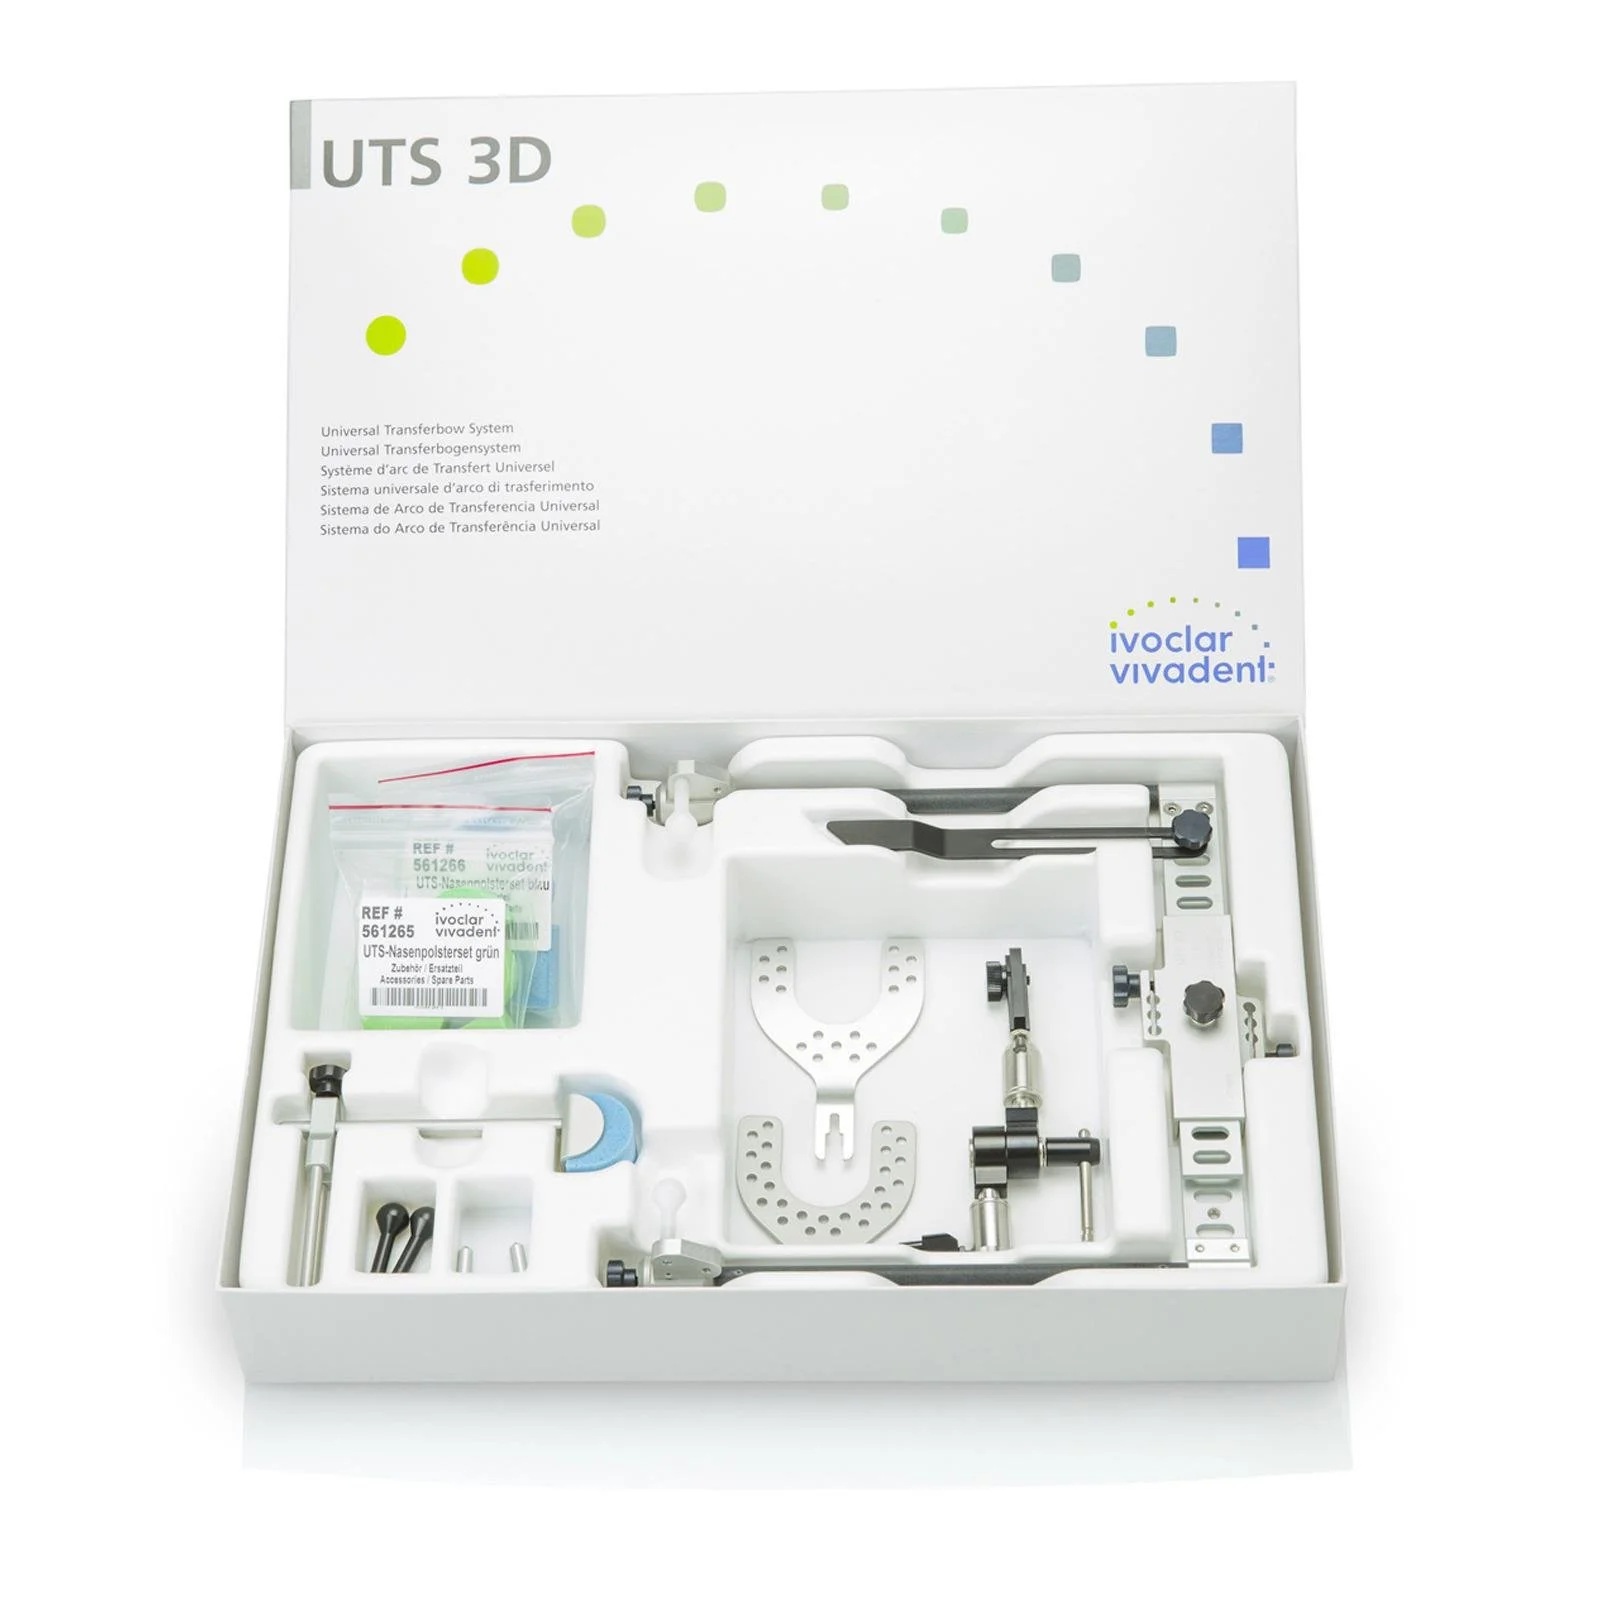 UTS 3D
Universal Transferbow System
Universal Transferbogensystem
Système d'arc de Transfert Universel
Sistema universale d'arco di trasferimento
Sistema de Arco de Transferencia Universal
Sistema do Arco de Transferência Universal
ivoclar
vivadent:®
REF #
561266
ivoclar
vivadent
UTS-Nasenpolsterset blau
REF #
561265
ivoclar
vivadent
UTS-Nasenpolsterset grün
Zubehör / Ersatzteil
Accessories / Spare Parts